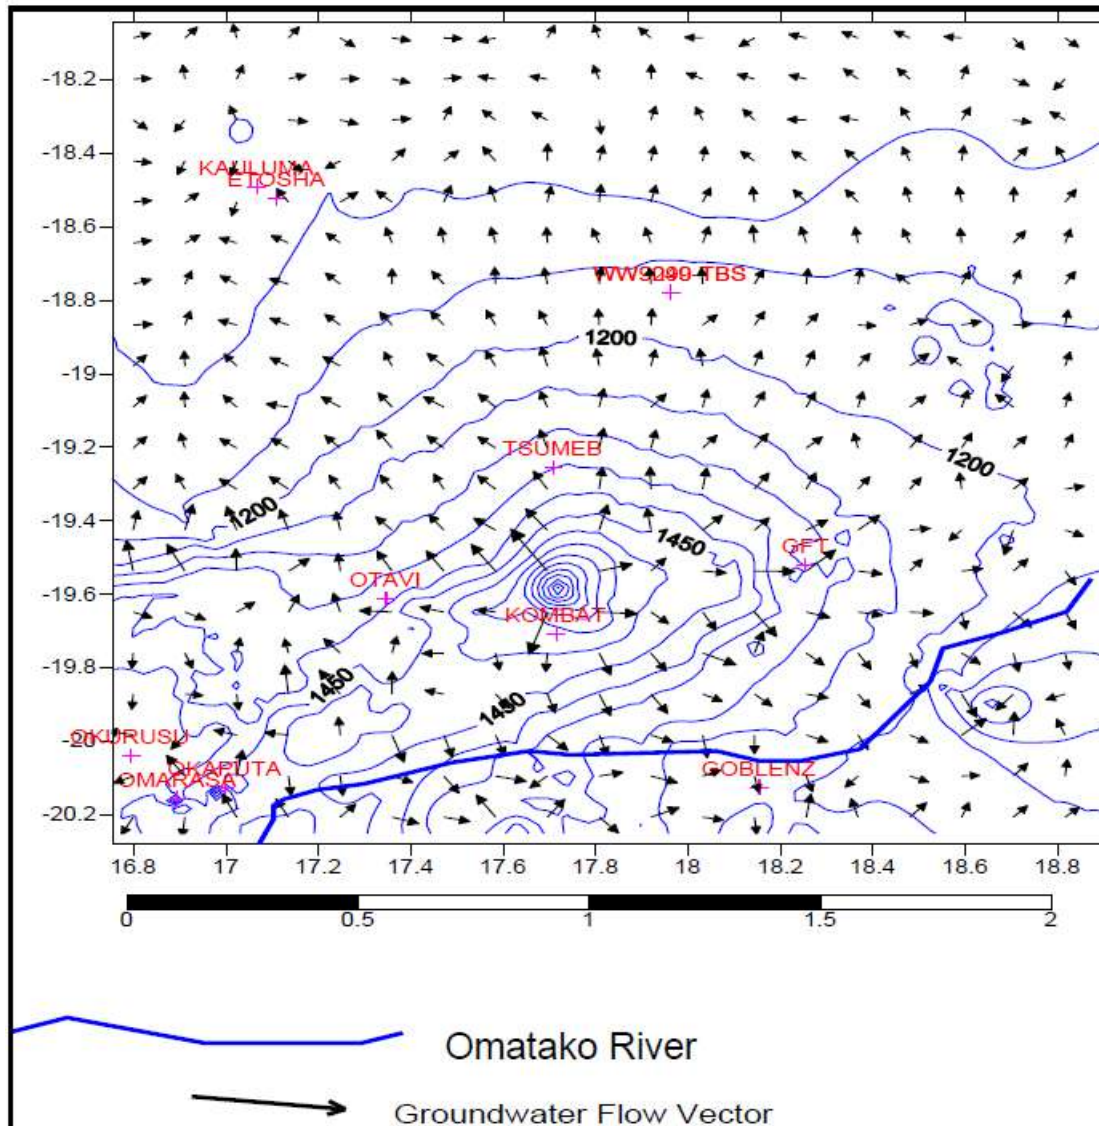 -18.2
-18.4
KAULUMA
ETOSHA
-18.6
-TBS
-18.8
1200
-19
-19.2
TSUMEB
1200
1200
-19.4
1450
GFT
OTAVI
-19.6
KOMBAT
-19.8
1450
1450
-20
OKURUSU
OKAPUTA
OMARASA
GOBLENZ
-20.2
16.8 17 17.2 17.4 17.6 17.8 18 18.2 18.4 18.6 18.8
0 0.5 1 1.5 2
Omatako River
Groundwater Flow Vector